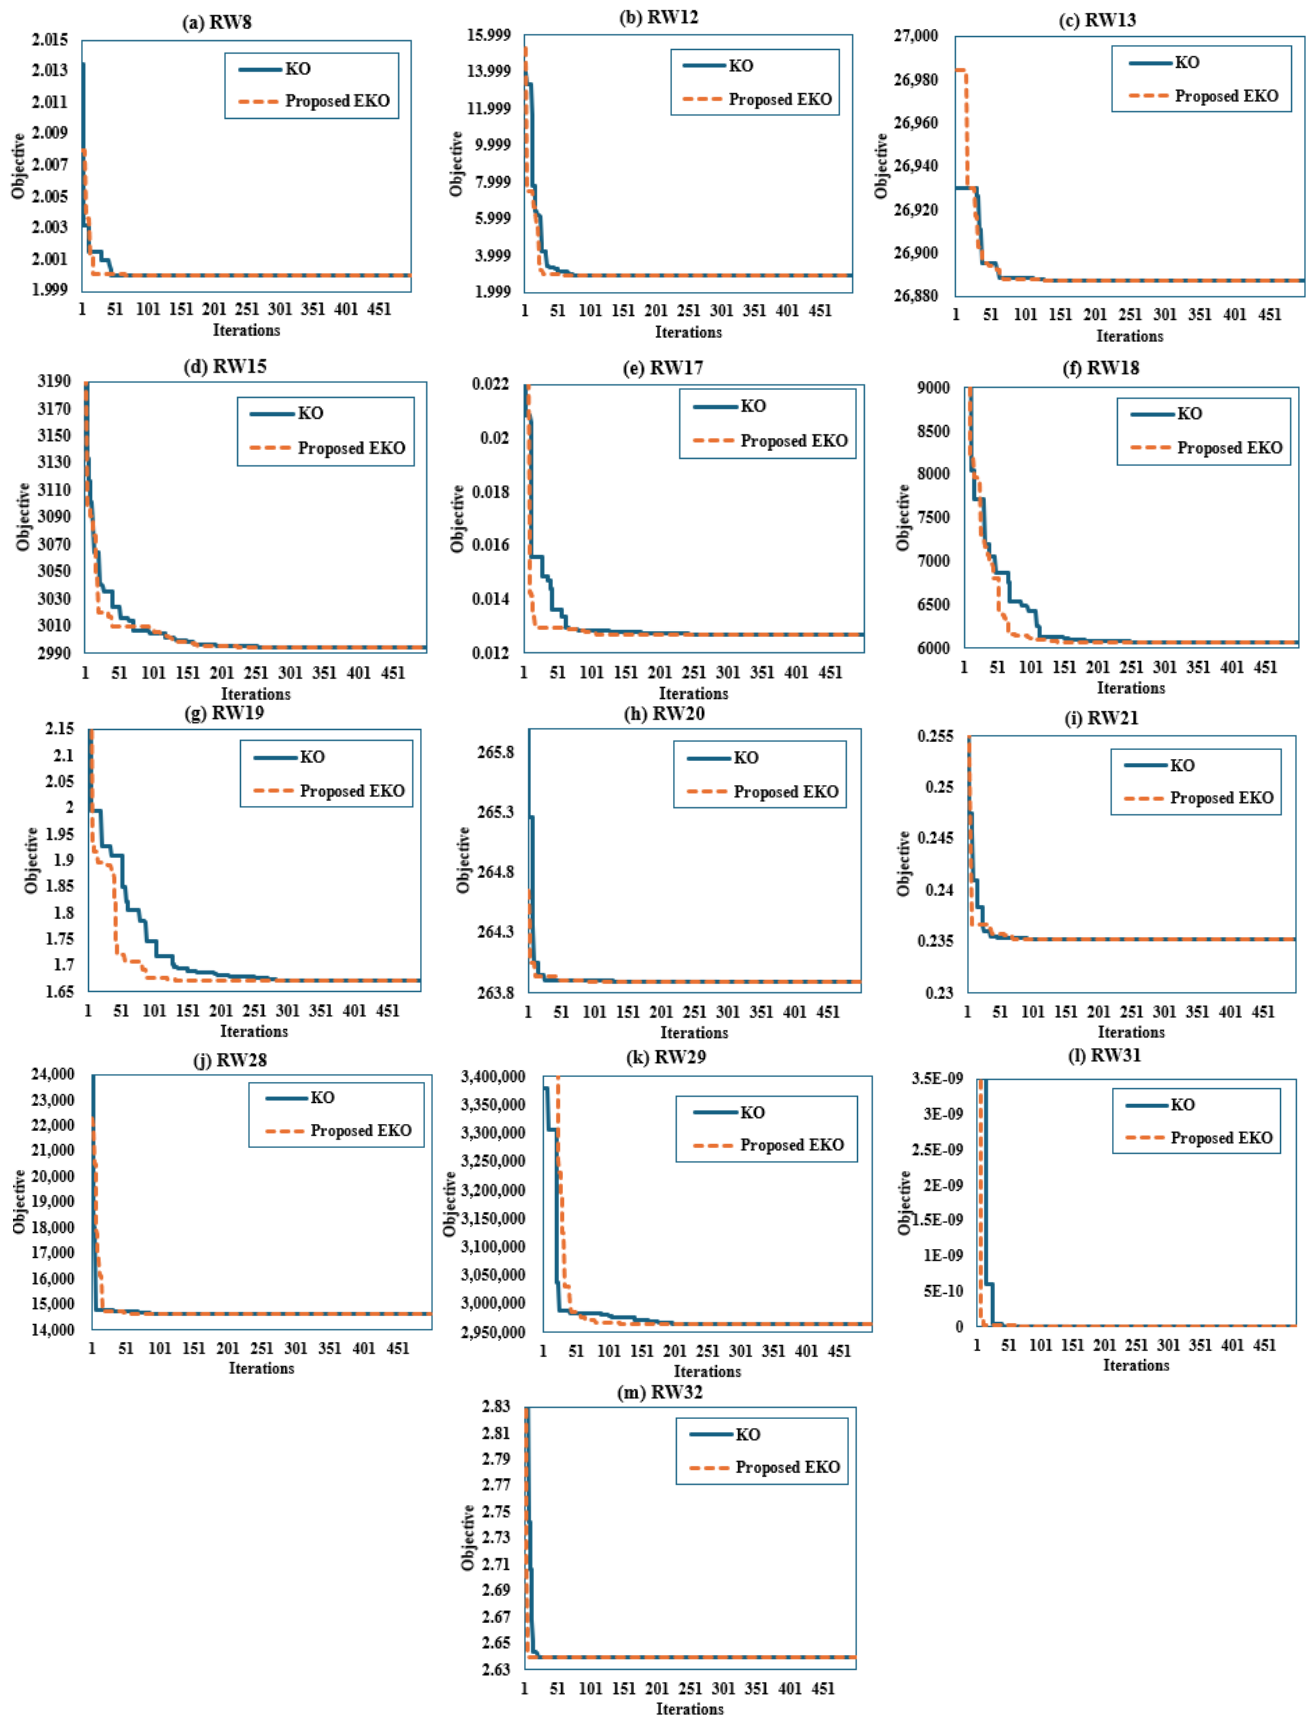 (a) RW8
2.015
2.013
2.011
2.009
2.007
2.005
2.003
2.001
1.999
Objective
KO
Proposed EKO
1 51 101 151 201 251 301 351 401 451
Iterations
(b) RW12
15.999
13.999
11.999
9.999
7.999
5.999
3.999
1.999
Objective
KO
Proposed EKO
1 51 101 151 201 251 301 351 401 451
Iterations
(c) RW13
27,000
26,980
26,960
26,940
26,920
26,900
26,880
Objective
KO
Proposed EKO
1 51 101 151 201 251 301 351 401 451
Iterations
(d) RW15
3190
3170
3150
3130
3110
3090
3070
3050
3030
3010
2990
Objective
KO
Proposed EKO
1 51 101 151 201 251 301 351 401 451
Iterations
(e) RW17
0.022
0.02
0.018
0.016
0.014
0.012
Objective
KO
Proposed EKO
1 51 101 151 201 251 301 351 401 451
Iterations
(f) RW18
9000
8500
8000
7500
7000
6500
6000
Objective
KO
Proposed EKO
1 51 101 151 201 251 301 351 401 451
Iterations
(g) RW19
2.15
2.1
2.05
2
1.95
1.9
1.85
1.8
1.75
1.7
1.65
Objective
KO
Proposed EKO
1 51 101 151 201 251 301 351 401 451
Iterations
(h) RW20
265.8
265.3
264.8
264.3
263.8
Objective
KO
Proposed EKO
1 51 101 151 201 251 301 351 401 451
Iterations
(i) RW21
0.255
0.25
0.245
0.24
0.235
0.23
Objective
KO
Proposed EKO
1 51 101 151 201 251 301 351 401 451
Iterations
(j) RW28
24,000
23,000
22,000
21,000
20,000
19,000
18,000
17,000
16,000
15,000
14,000
Objective
KO
Proposed EKO
1 51 101 151 201 251 301 351 401 451
Iterations
(k) RW29
3,400,000
3,350,000
3,300,000
3,250,000
3,200,000
3,150,000
3,100,000
3,050,000
3,000,000
2,950,000
Objective
KO
Proposed EKO
1 51 101 151 201 251 301 351 401 451
Iterations
(l) RW31
3.5E-09
3E-09
2.5E-09
2E-09
1.5E-09
1E-09
5E-10
0
Objective
KO
Proposed EKO
1 51 101 151 201 251 301 351 401 451
Iterations
(m) RW32
2.83
2.81
2.79
2.77
2.75
2.73
2.71
2.69
2.67
2.65
2.63
Objective
KO
Proposed EKO
1 51 101 151 201 251 301 351 401 451
Iterations